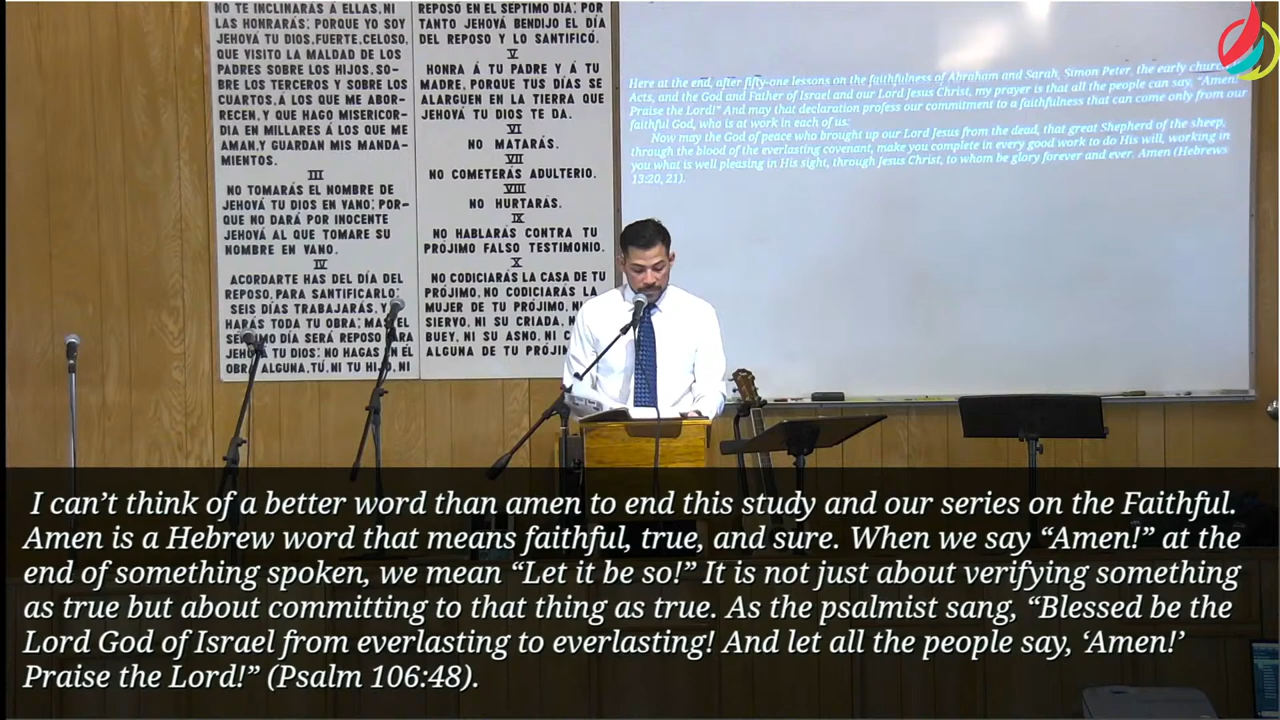 NO TE INCLINARÁS Á ELLAS, NI
LAS HONRARÁS; PORQUE YO SOY
JEHOVÁ TU DIOS, FUERTE, CELOSO,
QUE VISITO LA MALDAD DE LOS
PADRES SOBRE LOS HIJOS, SO-
BRE LOS TERCEROS Y SOBRE LOS
CUARTOS, Á LOS QUE ME ABOR-
RECEN, Y QUE HAGO MISERICOR-
DIA EN MILLARES Á LOS QUE ME
AMAN, Y GUARDAN MIS MANDA-
MIENTOS.
III
NO TOMARÁS EL NOMBRE DE
JEHOVÁ TU DIOS EN VANO; POR-
QUE NO DARÁ POR INOCENTE
JEHOVÁ AL QUE TOMARE SU
NOMBRE EN VANO.
IV
ACORDARTE HAS DEL DÍA DEL
REPOSO, PARA SANTIFICARLO:
SEIS DÍAS TRABAJARÁS, Y
HARÁS TODA TU OBRA; MAS EL
DÍA SERÁ REPOSO
TU DIOS: NO HAGAS EN ÉL
OBRA ALGUNA, TÚ, NI TU HIJO, NI
REPOSO EN EL SÉPTIMO DÍA: POR
TANTO JEHOVÁ BENDIJO EL DÍA
DEL REPOSO Y LO SANTIFICÓ.
V
HONRA Á TU PADRE Y Á TU
MADRE, PORQUE TUS DÍAS SE
ALARGUEN EN LA TIERRA QUE
JEHOVÁ TU DIOS TE DA.
VI
NO MATARÁS.
VII
NO COMETERÁS ADULTERIO.
VIII
NO HURTARÁS.
IX
NO HABLARÁS CONTRA TU
PRÓJIMO FALSO TESTIMONIO.
X
NO CODICIARÁS LA CASA DE TU
PRÓJIMO, NO CODICIARÁS LA
MUJER DE TU PRÓJIMO, NI
SIERVO, NI SU CRIADA,
BUEY, NI SU ASNO, NI
ALGUNA DE TU
Here at the end, after fifty-one lessons on the faithfulness of Abraham and Sarah, Simon Peter, the early
Acts, and the God and Father of Israel and our Lord Jesus Christ, my prayer is that all the people can say, “Amen!
Praise the Lord!” And may that declaration profess our commitment to a faithfulness that can come only from our
faithful God, who is at work in each of us:
Now may the God of peace who brought up our Lord Jesus from the dead, that great Shepherd of the sheep,
through the blood of the everlasting covenant, make you complete in every good work to do His will, working in
you what is well pleasing in His sight, through Jesus Christ, to whom be glory forever and ever. Amen (Hebrews
13:20, 21).
I can’t think of a better word than amen to end this study and our series on the Faithful.
Amen is a Hebrew word that means faithful, true, and sure. When we say “Amen!” at the
end of something spoken, we mean “Let it be so!” It is not just about verifying something
as true but about committing to that thing as true. As the psalmist sang, “Blessed be the
Lord God of Israel from everlasting to everlasting! And let all the people say, ‘Amen!’
Praise the Lord!” (Psalm 106:48).